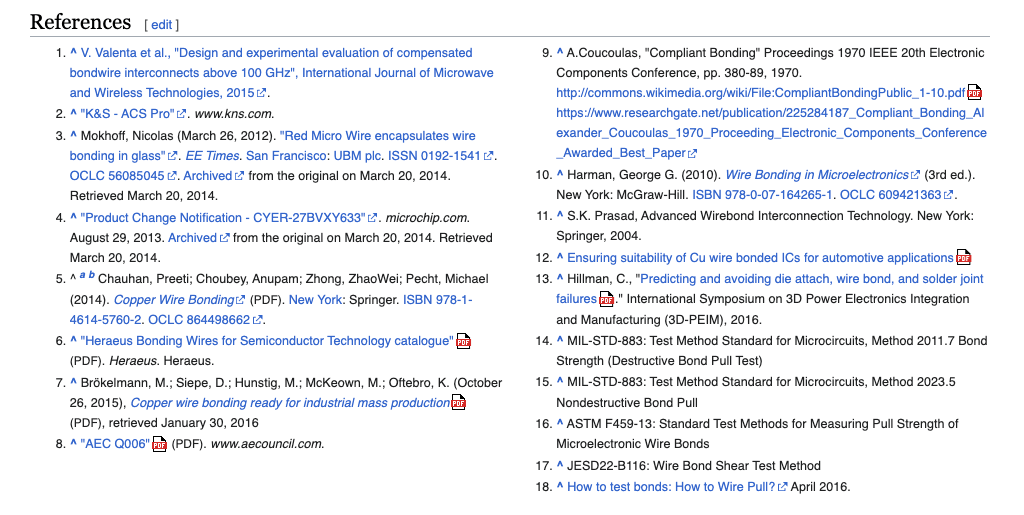 References [ edit ]
1. ^ V. Valenta et al., "Design and experimental evaluation of compensated
bondwire interconnects above 100 GHz", International Journal of Microwave
and Wireless Technologies, 2015.
2. ^ "K&S - ACS Pro". www.kns.com.
3. ^ Mokhoff, Nicolas (March 26, 2012). "Red Micro Wire encapsulates wire
bonding in glass". EE Times. San Francisco: UBM plc. ISSN 0192-1541.
OCLC 56085045. Archived from the original on March 20, 2014.
Retrieved March 20, 2014.
4. ^ "Product Change Notification - CYER-27BVXY633". microchip.com.
August 29, 2013. Archived from the original on March 20, 2014. Retrieved
March 20, 2014.
5. ^ a b Chauhan, Preeti; Choubey, Anupam; Zhong, ZhaoWei; Pecht, Michael
(2014). Copper Wire Bonding (PDF). New York: Springer. ISBN 978-1-
4614-5760-2. OCLC 864498662.
6. ^ "Heraeus Bonding Wires for Semiconductor Technology catalogue"
(PDF). Heraeus. Heraeus.
7. ^ Brökelmann, M.; Siepe, D.; Hunstig, M.; McKeown, M.; Oftebro, K. (October
26, 2015), Copper wire bonding ready for industrial mass production
(PDF), retrieved January 30, 2016
8. ^ "AEC Q006" (PDF). www.aecouncil.com.
9. ^ A.Coucoulas, "Compliant Bonding" Proceedings 1970 IEEE 20th Electronic
Components Conference, pp. 380-89, 1970.
http://commons.wikimedia.org/wiki/File:CompliantBondingPublic_1-10.pdf
https://www.researchgate.net/publication/225284187_Compliant_Bonding_Al
exander_Coucoulas_1970_Proceeding_Electronic_Components_Conference
_Awarded_Best_Paper
10. ^ Harman, George G. (2010). Wire Bonding in Microelectronics (3rd ed.).
New York: McGraw-Hill. ISBN 978-0-07-164265-1. OCLC 609421363.
11. ^ S.K. Prasad, Advanced Wirebond Interconnection Technology. New York:
Springer, 2004.
12. ^ Ensuring suitability of Cu wire bonded ICs for automotive applications
13. ^ Hillman, C., "Predicting and avoiding die attach, wire bond, and solder joint
failures." International Symposium on 3D Power Electronics Integration
and Manufacturing (3D-PEIM), 2016.
14. ^ MIL-STD-883: Test Method Standard for Microcircuits, Method 2011.7 Bond
Strength (Destructive Bond Pull Test)
15. ^ MIL-STD-883: Test Method Standard for Microcircuits, Method 2023.5
Nondestructive Bond Pull
16. ^ ASTM F459-13: Standard Test Methods for Measuring Pull Strength of
Microelectronic Wire Bonds
17. ^ JESD22-B116: Wire Bond Shear Test Method
18. ^ How to test bonds: How to Wire Pull? April 2016.